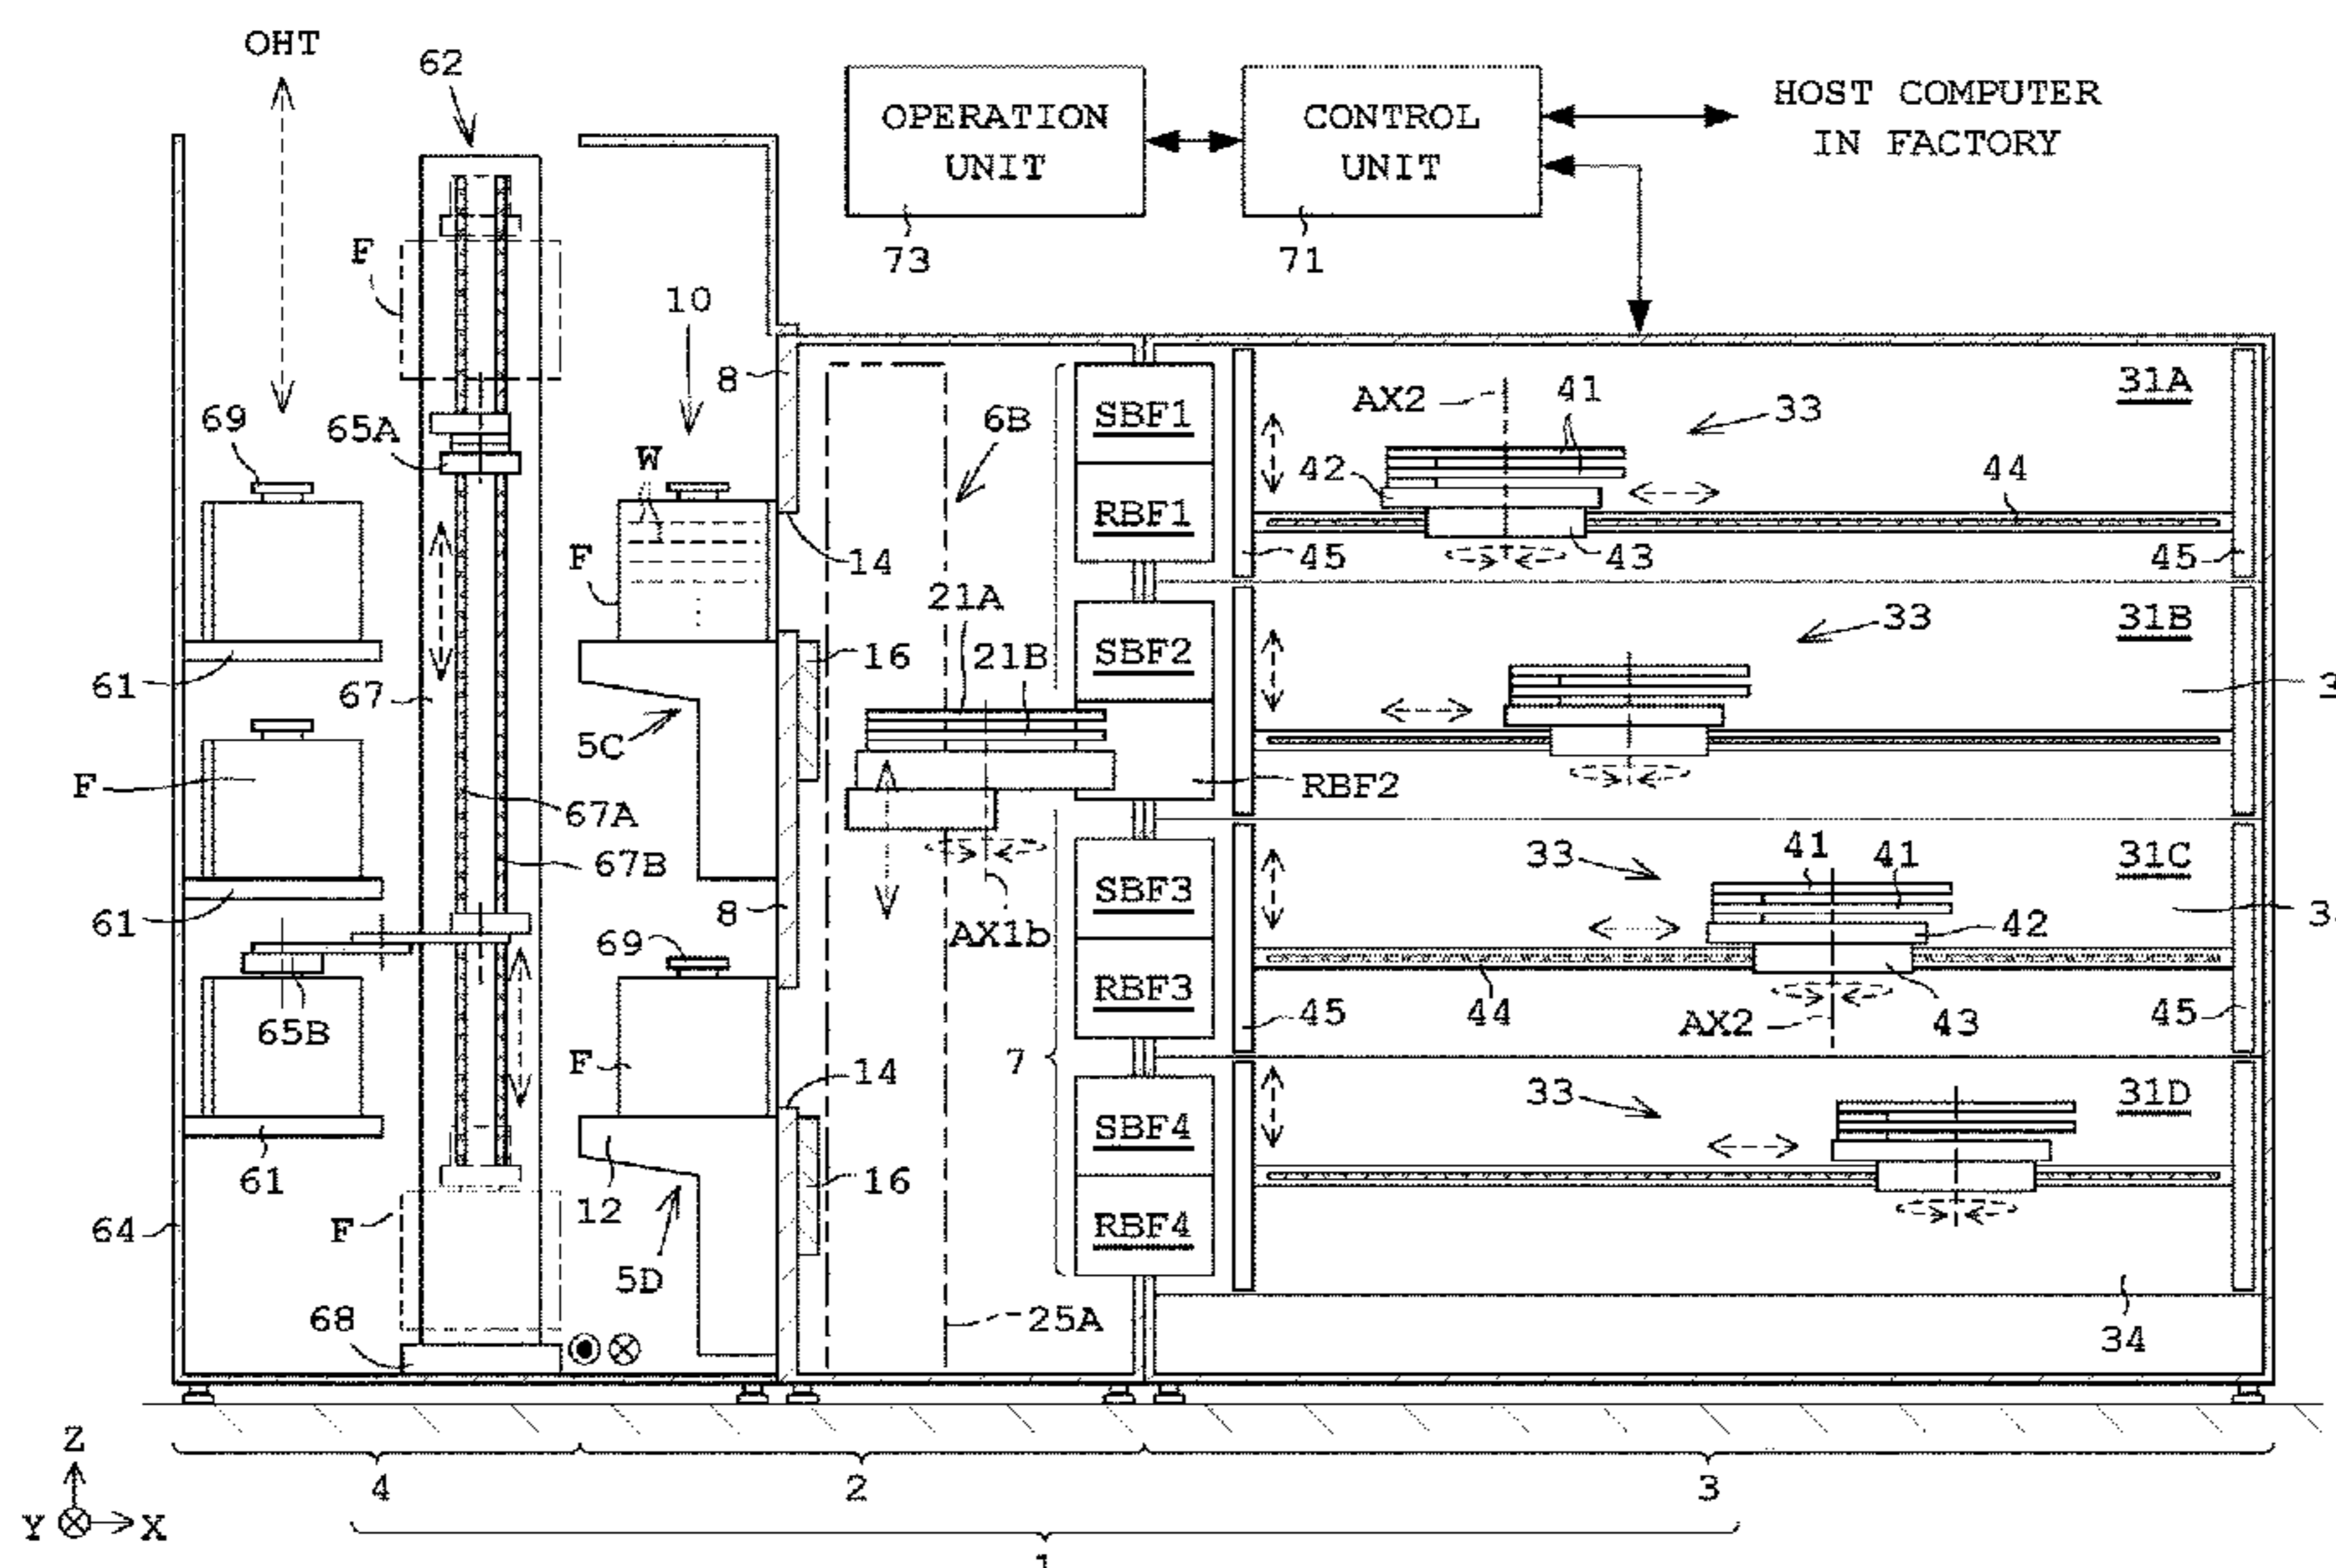 OHT
62
OPERATION
UNIT
73
CONTROL
UNIT
71
HOST COMPUTER
IN FACTORY
F
10
8
69
65A
W
6B
SBF1
RBF1
AX2
41
33
31A
42
44
F
14
45
43
45
21A
61
67
16
21B
SBF2
33
31B
5C
RBF2
F
67A
67B
8
61
69
AX1b
SBF3
RBF3
33
41
41
31C
42
65B
45
44
AX2
43
45
F
14
7
61
12
16
SBF4
RBF4
33
31D
64
F
5D
68
25A
34
Z
Y
X
4
2
3
1